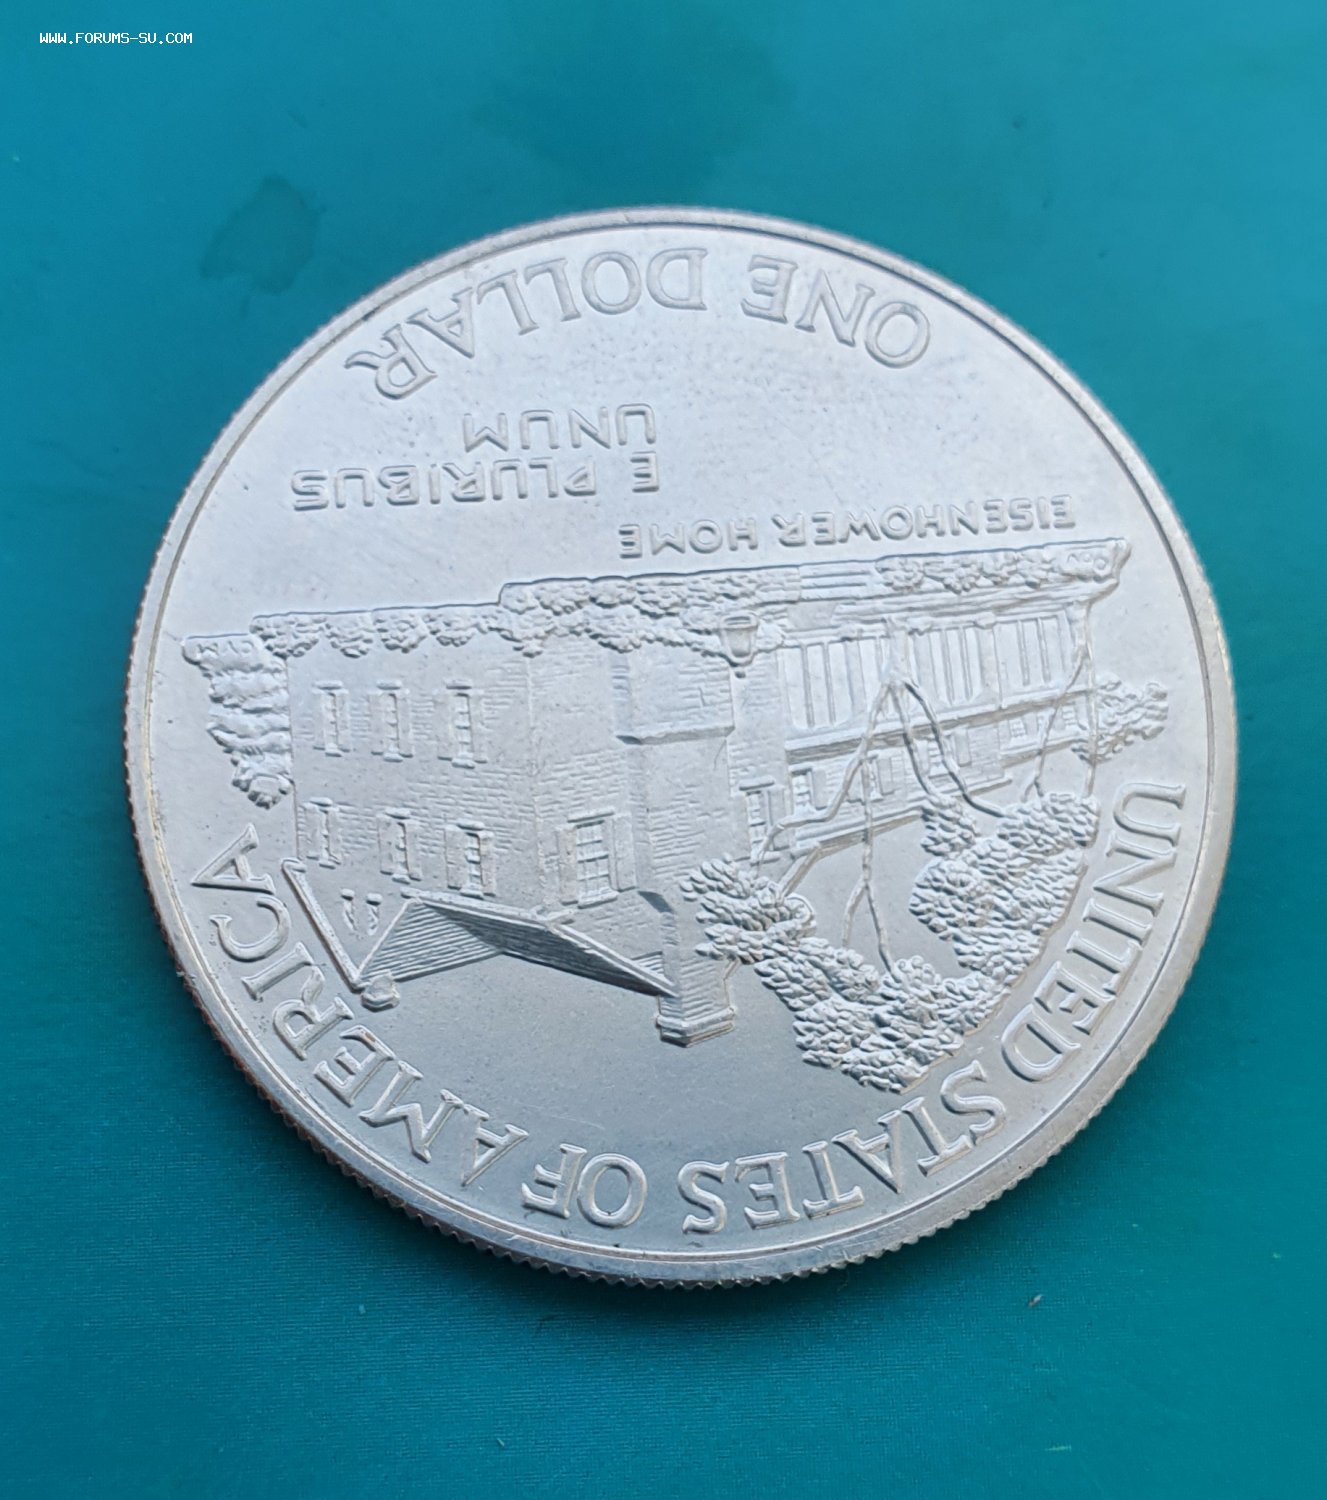 WWW.FORUMS-SU.COM
UNITED STATES OF AMERICA
EISENHOWER HOME
E PLURIBUS
UNUM
ONE DOLLAR